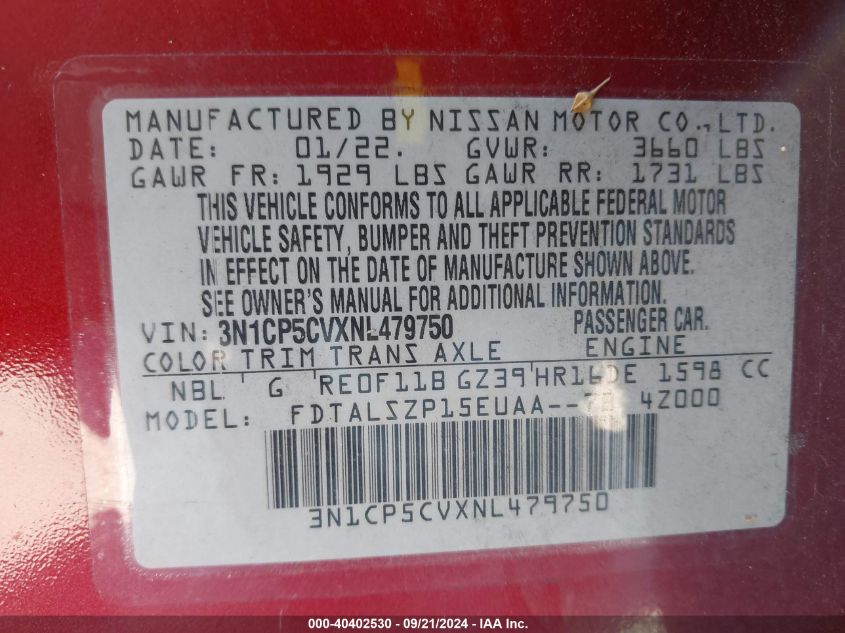 MANUFACTURED BY NISSAN MOTOR CO., LTD.
DATE: 01/22. GVWR: 3660 LBS
GAWR FR: 1929 LBS GAWR RR: 1731 LBS
THIS VEHICLE CONFORMS TO ALL APPLICABLE FEDERAL MOTOR
VEHICLE SAFETY, BUMPER AND THEFT PREVENTION STANDARDS
IN EFFECT ON THE DATE OF MANUFACTURE SHOWN ABOVE.
SEE OWNER'S MANUAL FOR ADDITIONAL INFORMATION.
VIN: 3N1CP5CVXNL479750 PASSENGER CAR.
COLOR TRIM TRANS AXLE ENGINE
NBL G RE0F11B GZ39 HR16DE 1598 CC
MODEL: FDTALSZP15EUAA-- 4Z000
3N1CP5CVXNL479750
000-40402530 - 09/21/2024 - IAA Inc.